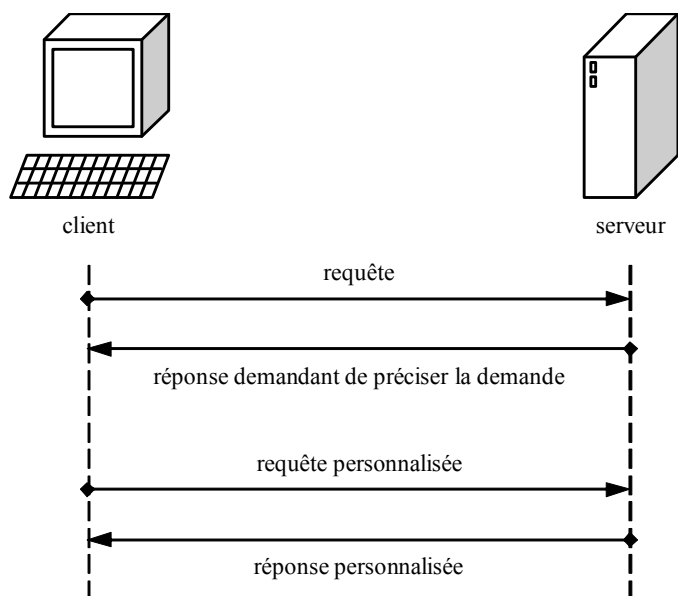 client
serveur
requête
réponse demandant de préciser la demande
requête personnalisée
réponse personnalisée